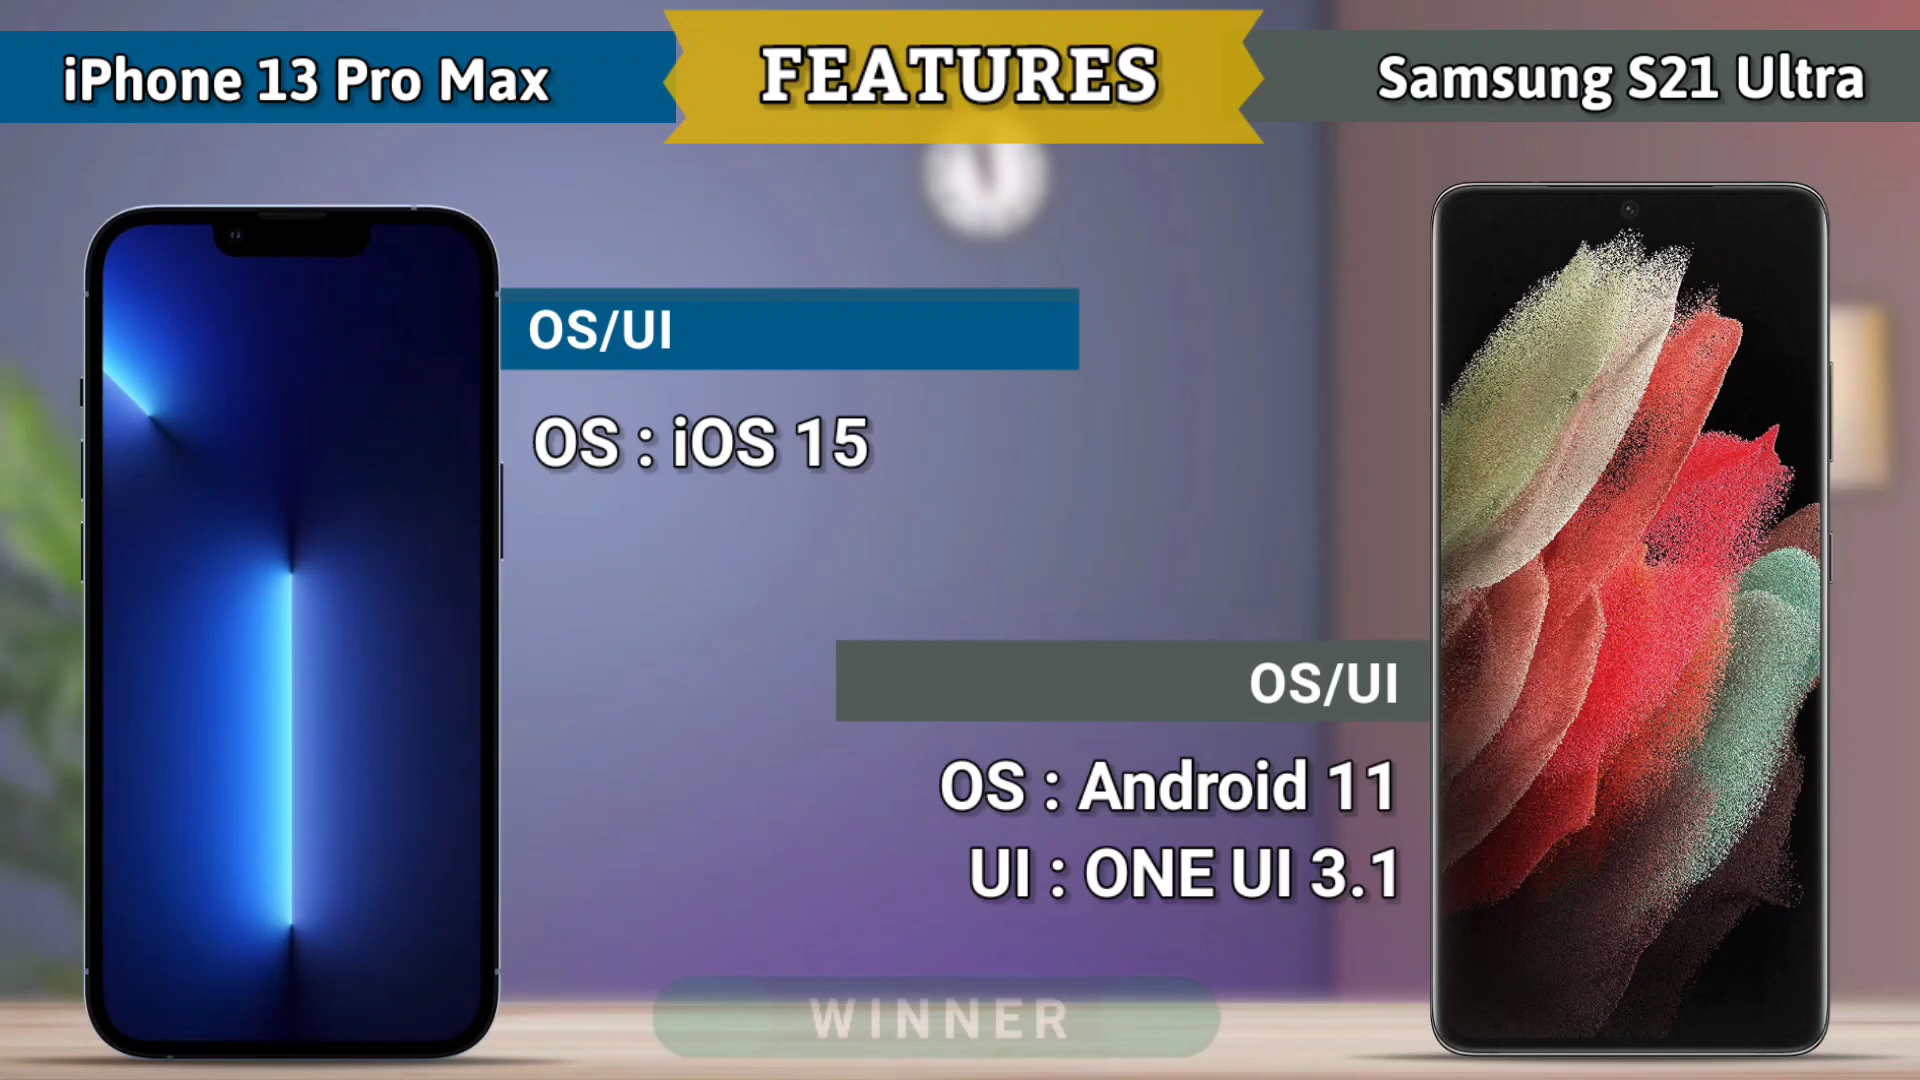 iPhone 13 Pro Max
FEATURES
Samsung S21 Ultra
OS/UI
OS : iOS 15
OS/UI
OS : Android 11
UI : ONE UI 3.1
WINNER